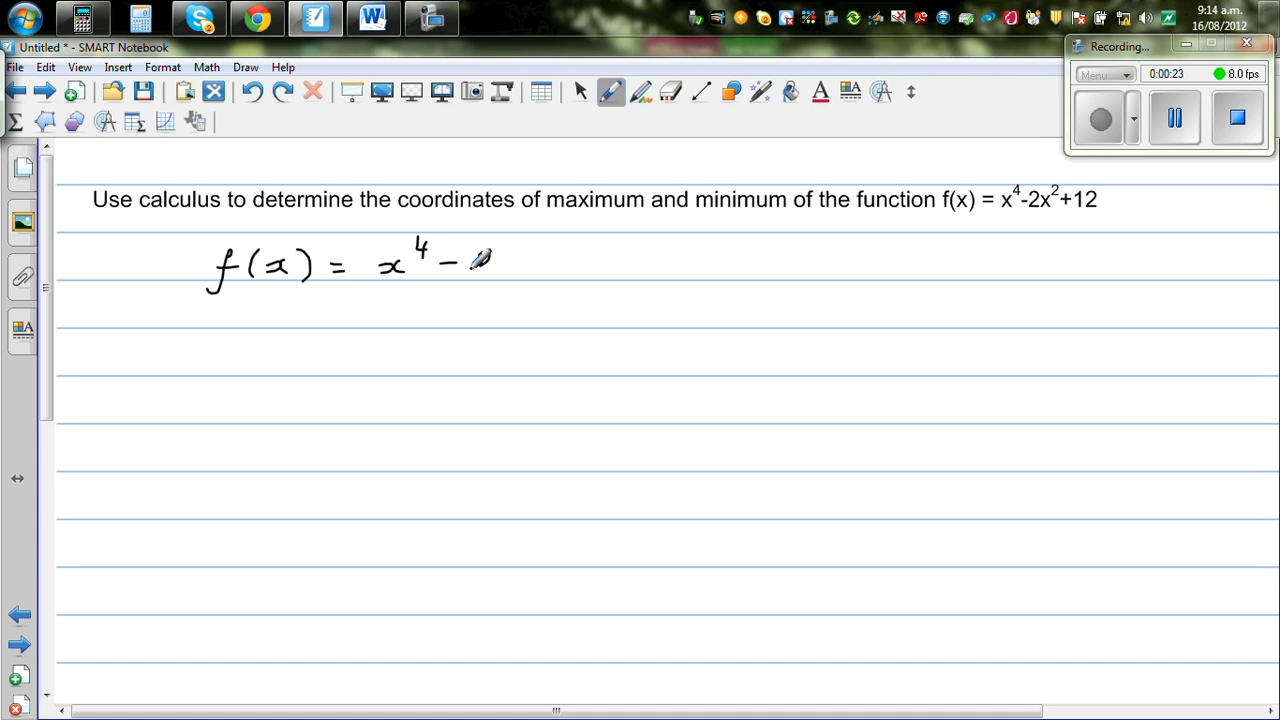 9:14 a.m.
16/08/2012
Untitled * - SMART Notebook
Recording...
File Edit View Insert Format Math Draw Help
Menu 0:00:23 8.0 fps
Use calculus to determine the coordinates of maximum and minimum of the function f(x) = x⁴-2x²+12
f(x) = x⁴ -